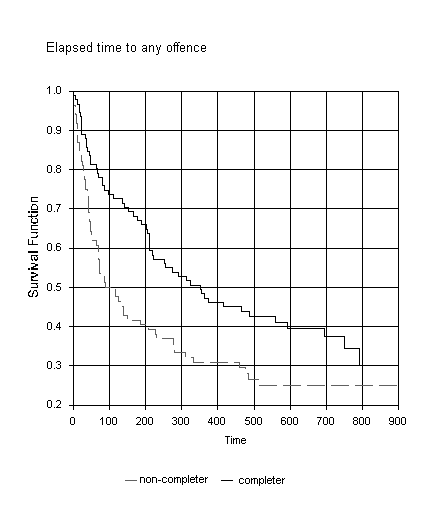 Elapsed time to any offence
1.0
0.9
0.8
0.7
0.6
0.5
0.4
0.3
0.2
Survival Function
0 100 200 300 400 500 600 700 800 900
Time
non-completer completer